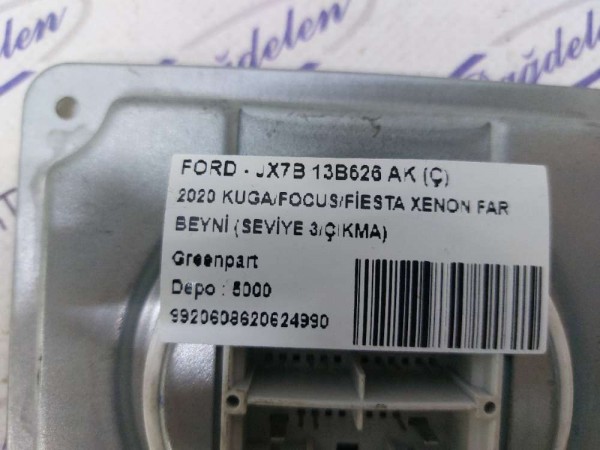 Dağdelen
FORD - JX7B 13B626 AK (Ç)
2020 KUGA/FOCUS/FİESTA XENON FAR
BEYNİ (SEVİYE 3/ÇIKMA)
Greenpart
Depo : 5000
9920608620624990